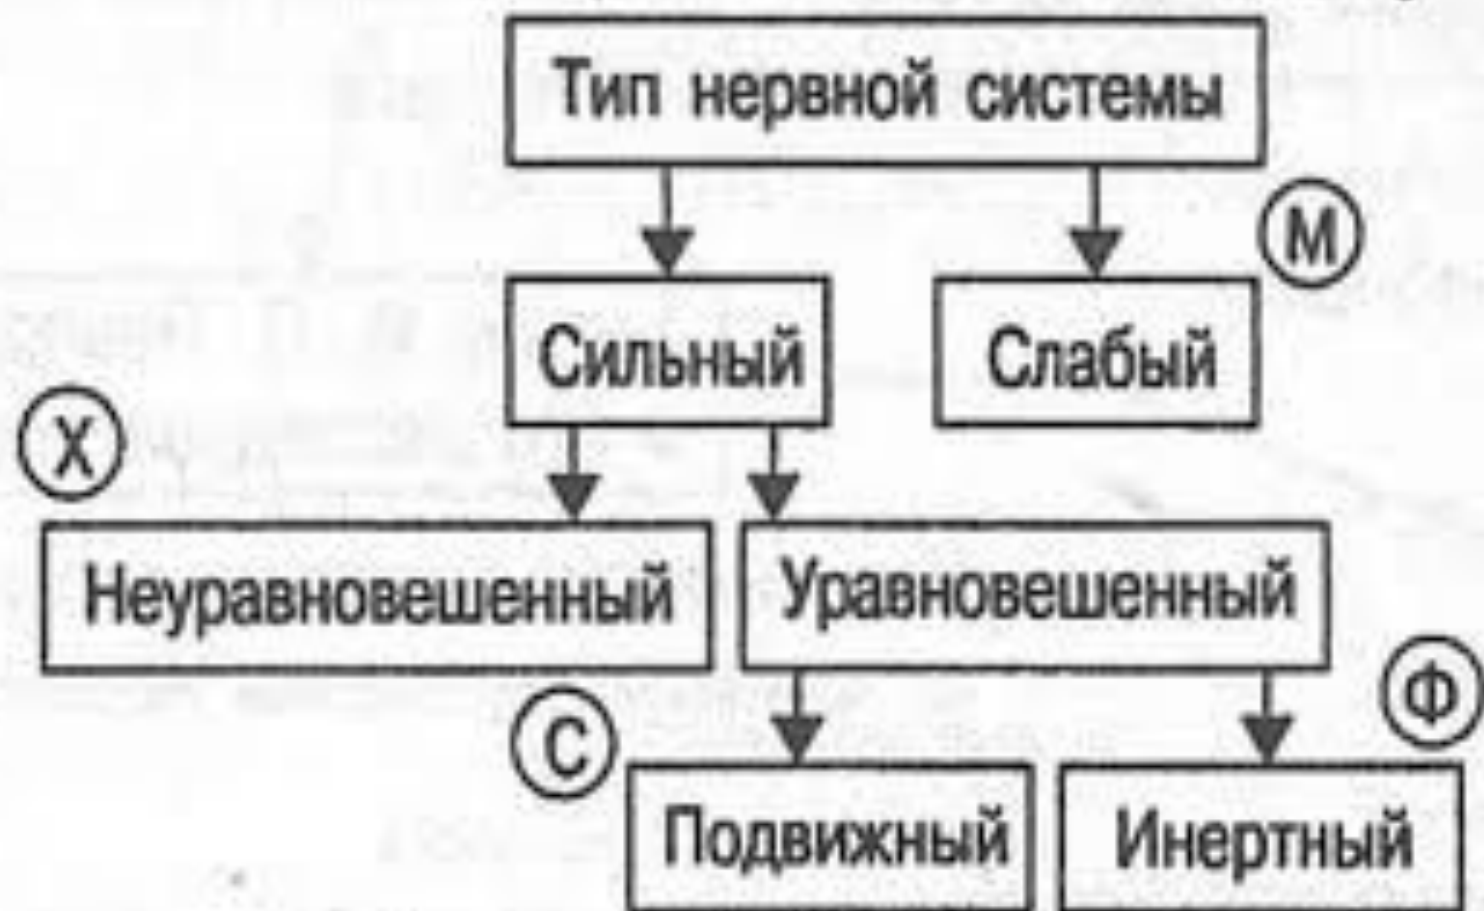 Тип нервной системы
М
Сильный
Слабый
Х
Неуравновешенный
Уравновешенный
Ф
С
Подвижный
Инертный